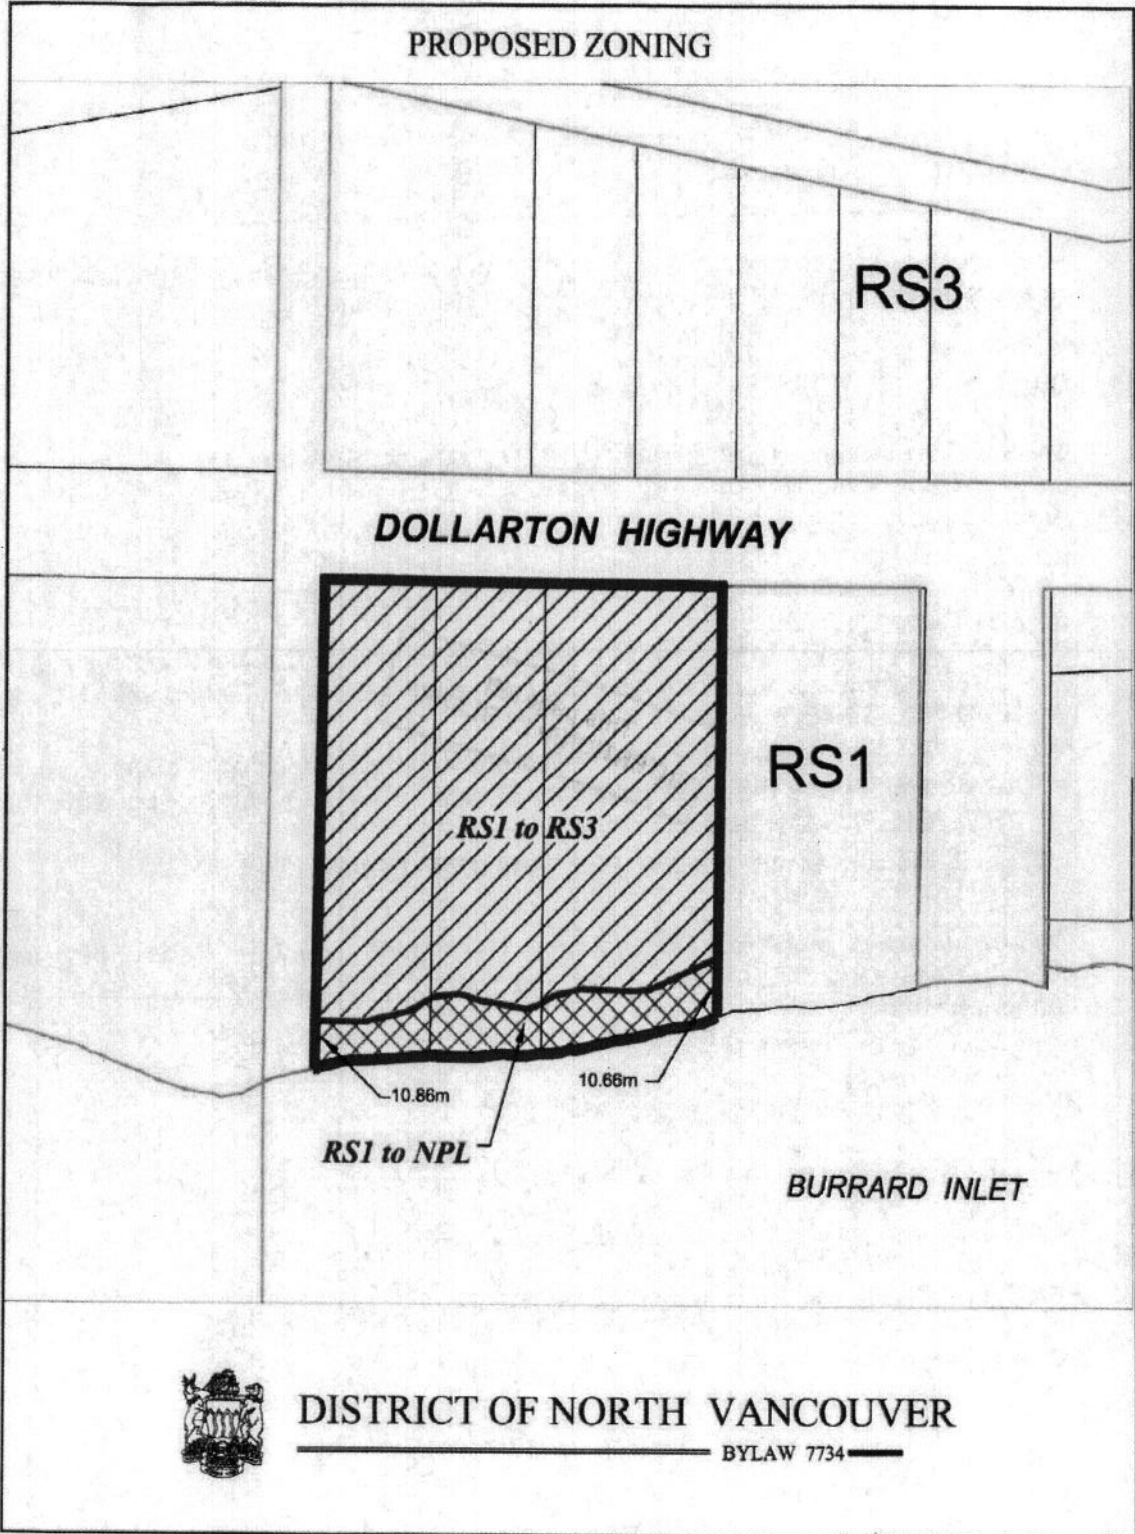 PROPOSED ZONING
RS3
DOLLARTON HIGHWAY
RS1
RS1 to RS3
10.86m
10.66m
RS1 to NPL
BURRARD INLET
DISTRICT OF NORTH VANCOUVER
BYLAW 7734